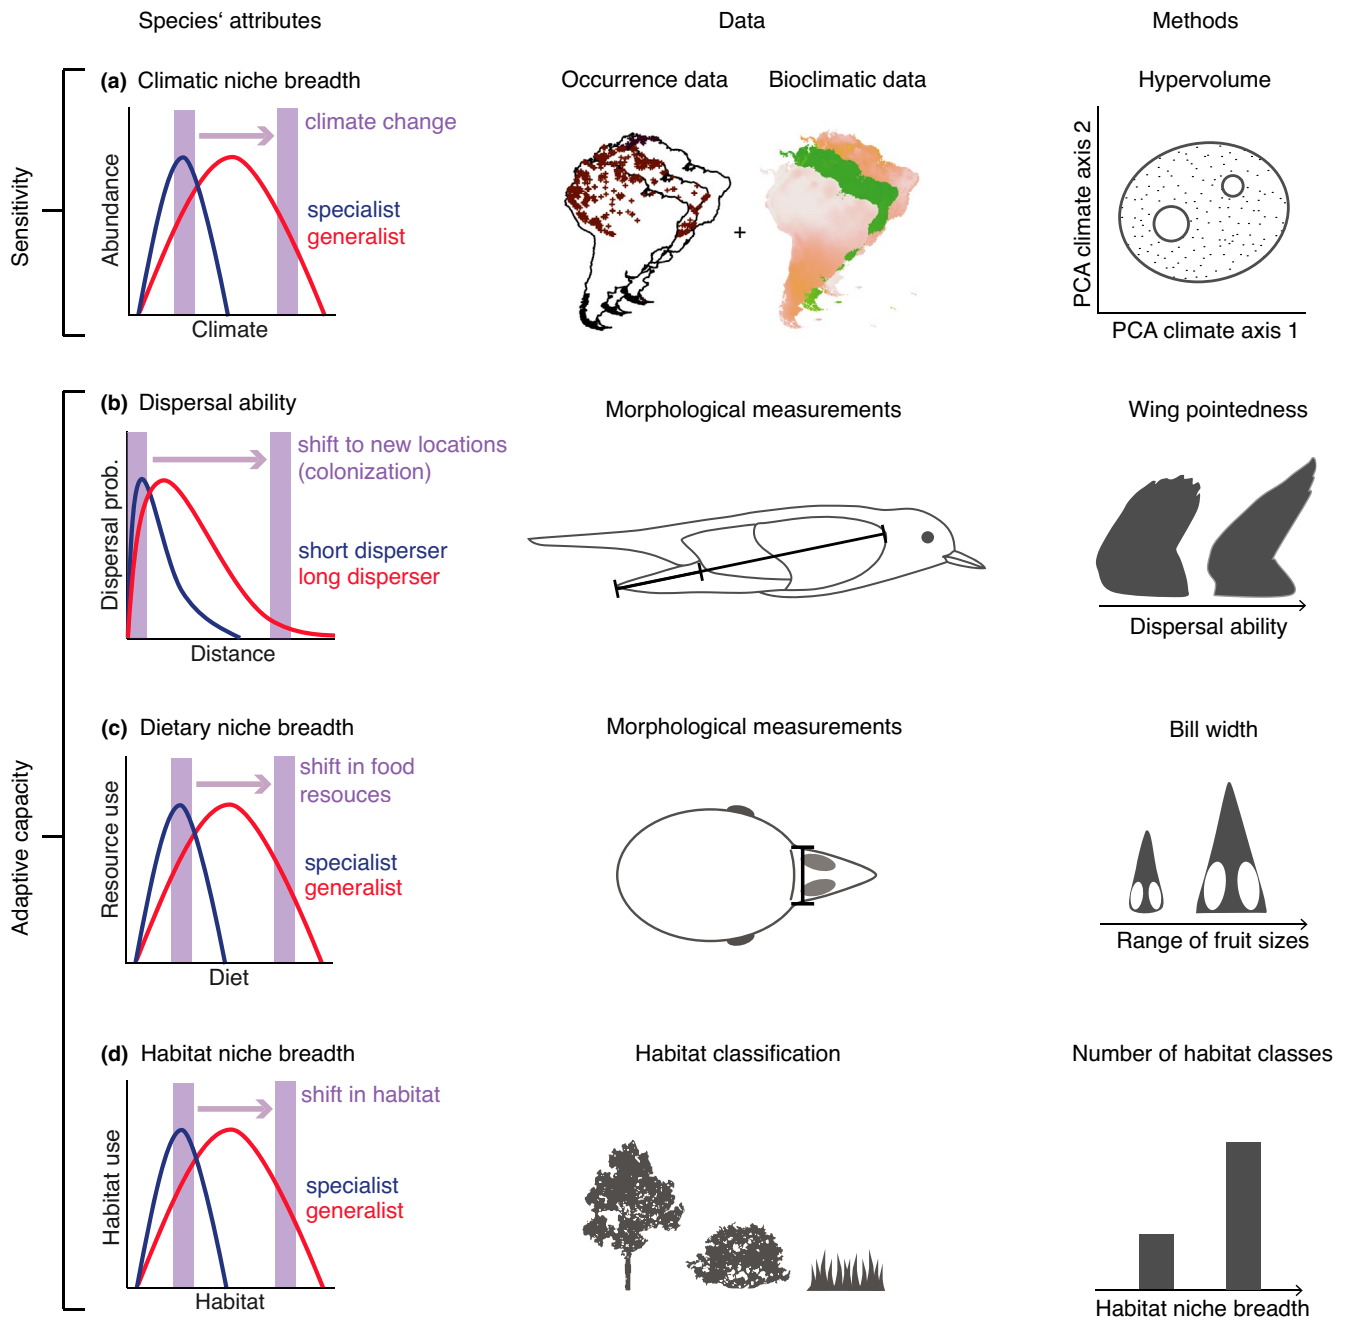 Species‘ attributes
Data
Methods
Sensitivity
(a) Climatic niche breadth
Abundance
climate change
specialist
generalist
Climate
Occurrence data
+
Bioclimatic data
Hypervolume
PCA climate axis 2
PCA climate axis 1
Adaptive capacity
(b) Dispersal ability
Dispersal prob.
shift to new locations
(colonization)
short disperser
long disperser
Distance
Morphological measurements
Wing pointedness
Dispersal ability
(c) Dietary niche breadth
Resource use
shift in food
resouces
specialist
generalist
Diet
Morphological measurements
Bill width
Range of fruit sizes
(d) Habitat niche breadth
Habitat use
shift in habitat
specialist
generalist
Habitat
Habitat classification
Number of habitat classes
Habitat niche breadth